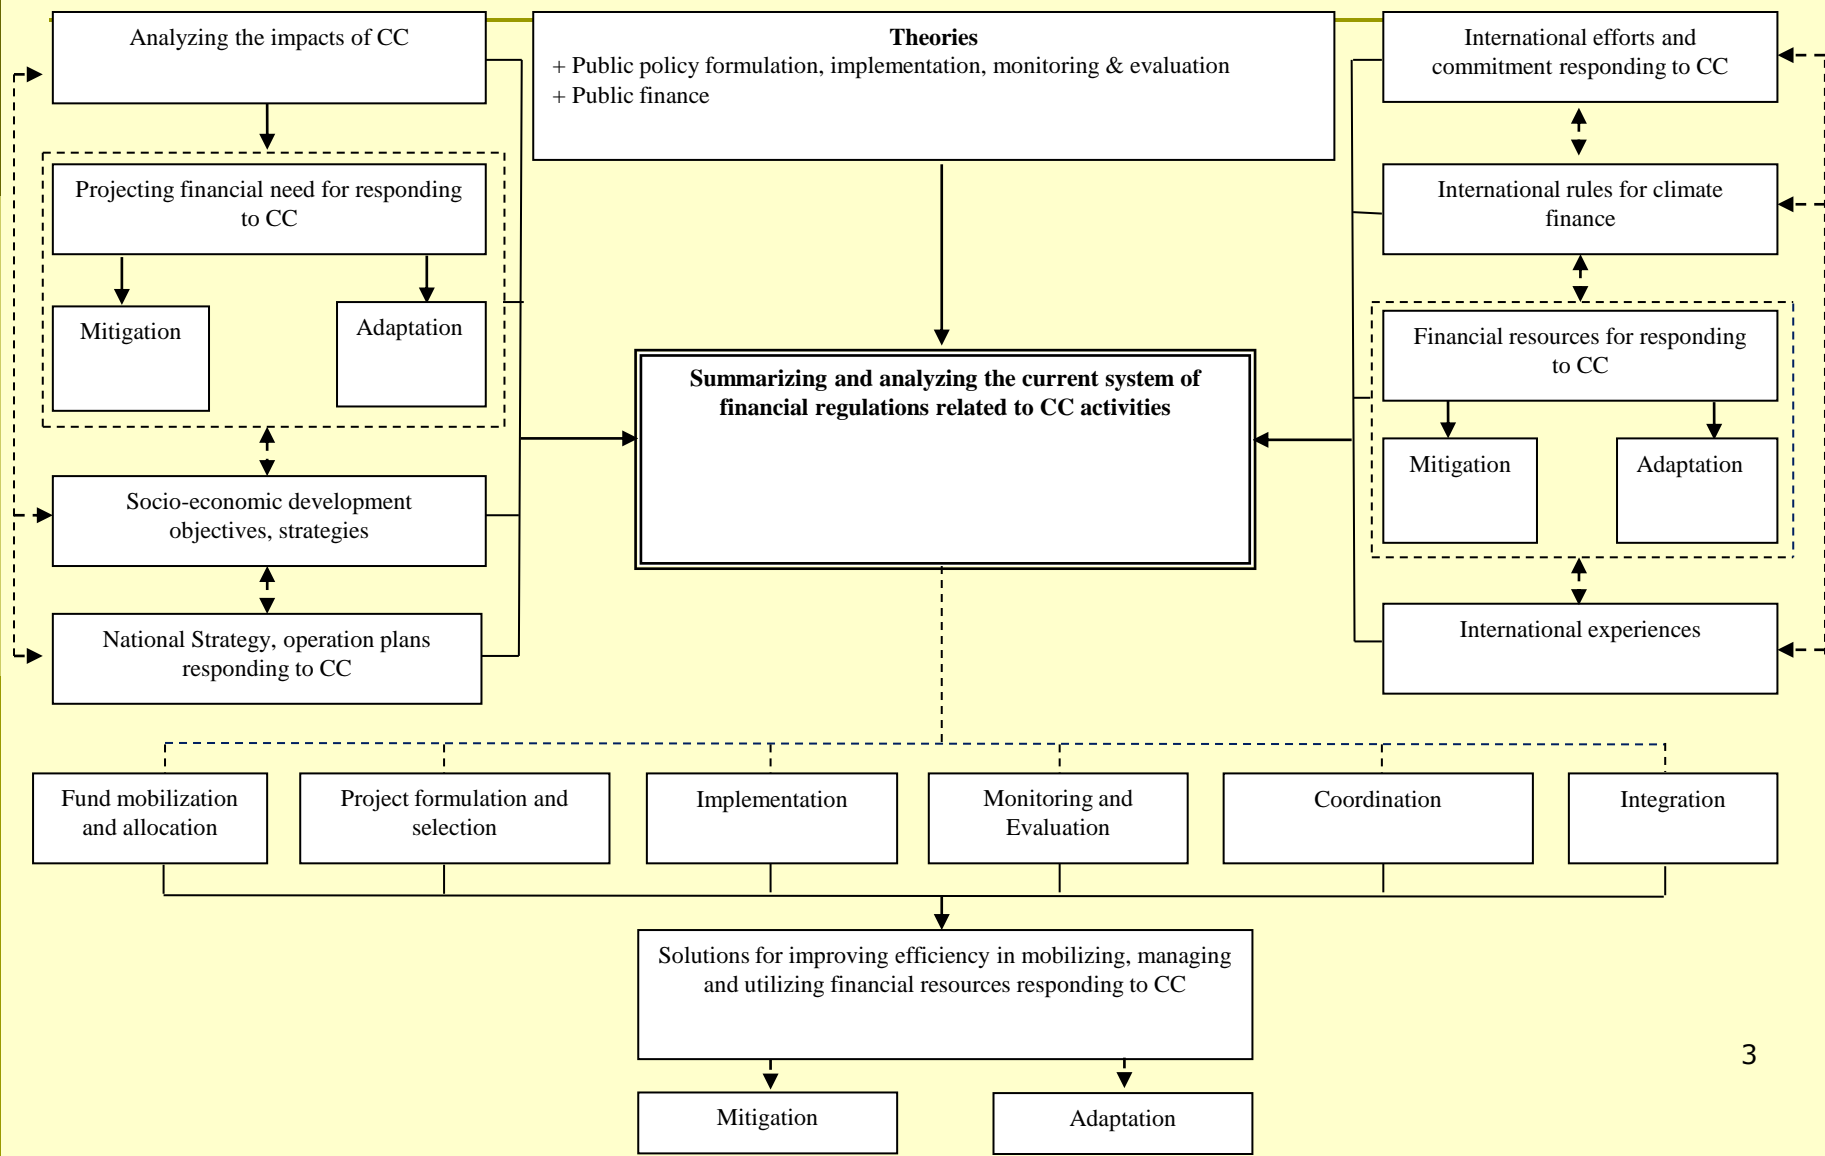 Analyzing the impacts of CC
Theories
+ Public policy formulation, implementation, monitoring & evaluation
+ Public finance
International efforts and
commitment responding to CC
Projecting financial need for responding
to CC
Mitigation
Adaptation
International rules for climate
finance
Financial resources for responding
to CC
Mitigation
Adaptation
Summarizing and analyzing the current system of
financial regulations related to CC activities
Socio-economic development
objectives, strategies
National Strategy, operation plans
responding to CC
International experiences
Fund mobilization
and allocation
Project formulation and
selection
Implementation
Monitoring and
Evaluation
Coordination
Integration
Solutions for improving efficiency in mobilizing, managing
and utilizing financial resources responding to CC
Mitigation
Adaptation
3